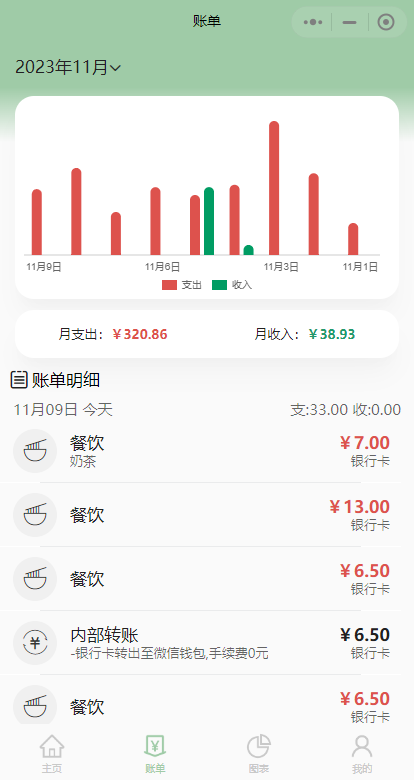 账单
2023年11月
11月9日 11月6日 11月3日 11月1日
支出 收入
月支出：￥320.86 月收入：￥38.93
账单明细
11月09日 今天 支:33.00 收:0.00
餐饮 ￥7.00
奶茶 银行卡
餐饮 ￥13.00
银行卡
餐饮 ￥6.50
银行卡
内部转账 ￥6.50
-银行卡转出至微信钱包,手续费0元 银行卡
餐饮 ￥6.50
银行卡
主页 账单 图表 我的